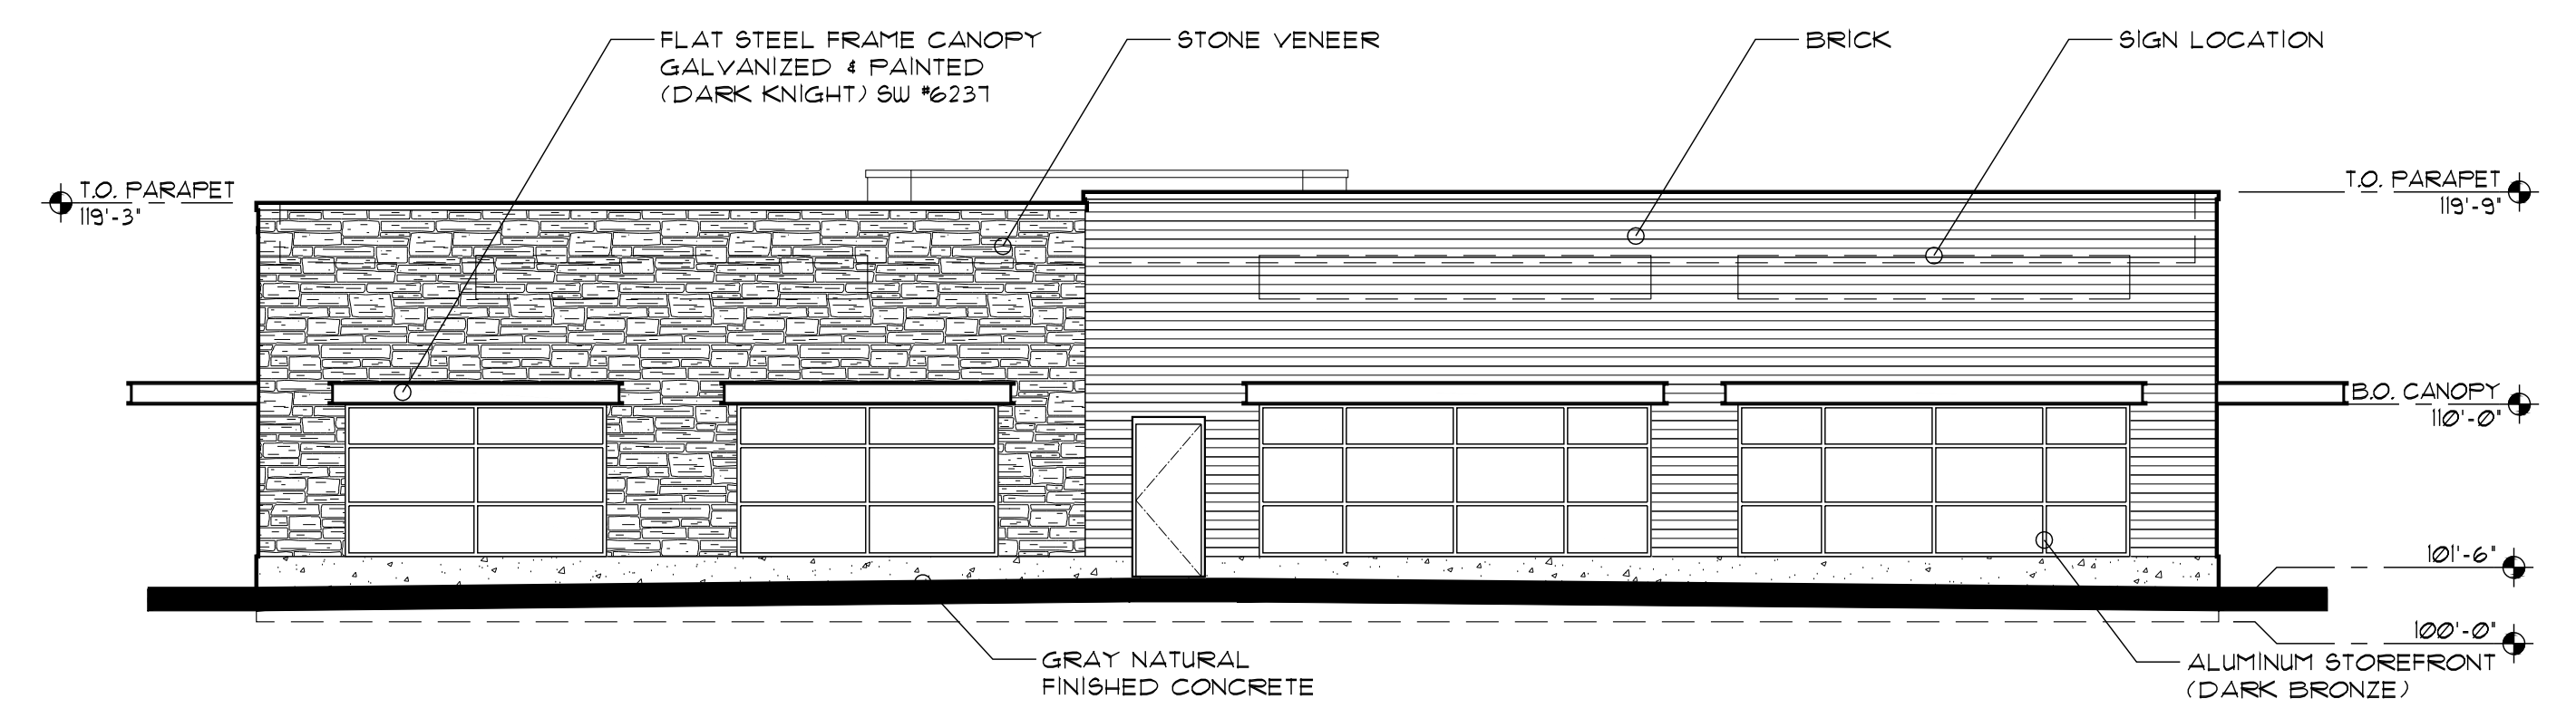 FLAT STEEL FRAME CANOPY
GALVANIZED & PAINTED
(DARK KNIGHT) SW #6237
STONE VENEER
BRICK
SIGN LOCATION
T.O. PARAPET
119'-3"
T.O. PARAPET
119'-9"
B.O. CANOPY
110'-0"
101'-6"
100'-0"
GRAY NATURAL
FINISHED CONCRETE
ALUMINUM STOREFRONT
(DARK BRONZE)